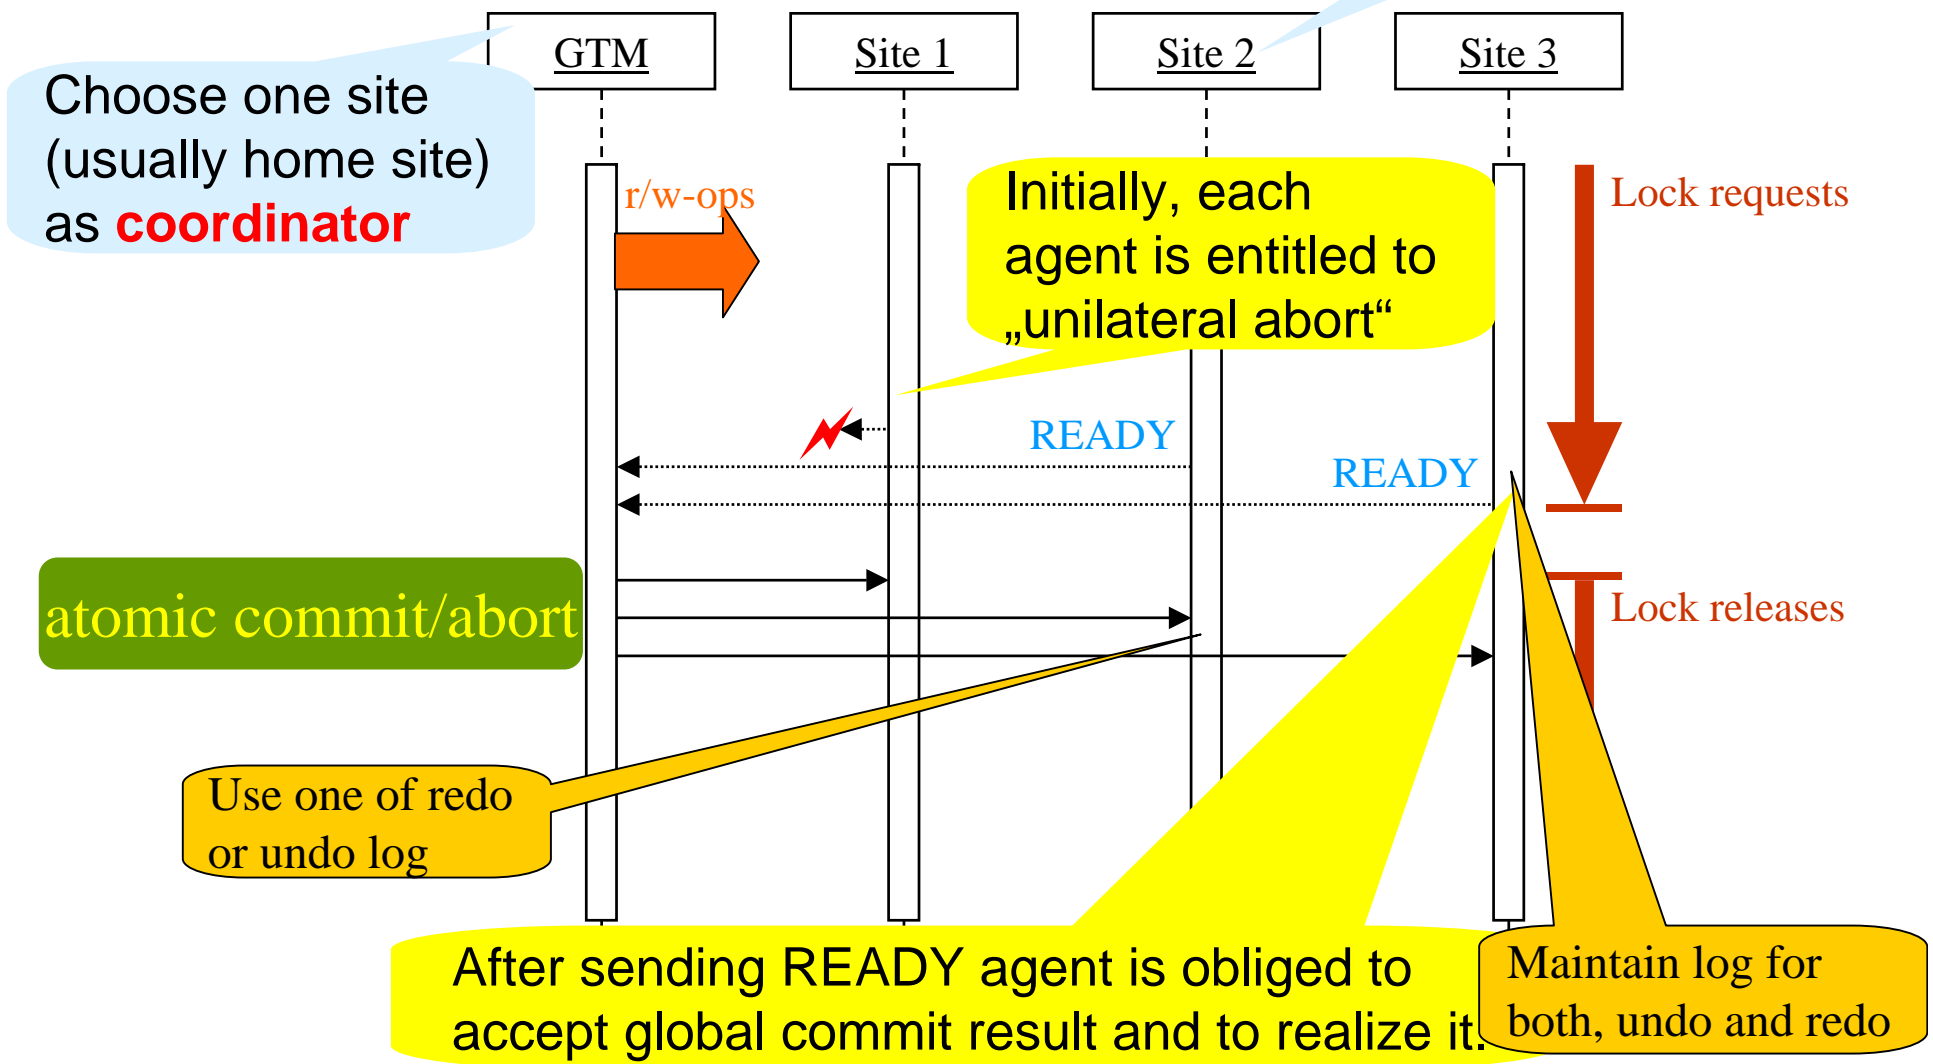 GTM
Site 1
Site 2
Site 3
Choose one site
(usually home site)
as coordinator
r/w-ops
Initially, each
agent is entitled to
„unilateral abort“
Lock requests
READY
READY
atomic commit/abort
Lock releases
Use one of redo
or undo log
After sending READY agent is obliged to
accept global commit result and to realize it.
Maintain log for
both, undo and redo